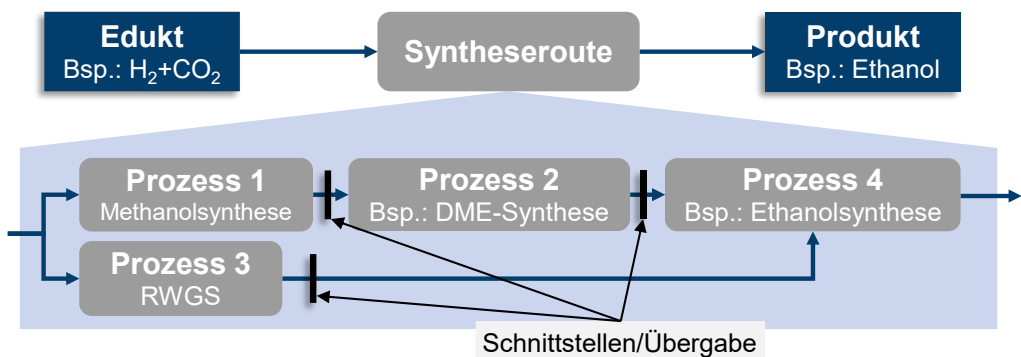 Edukt
Bsp.: H₂+CO₂
Syntheseroute
Produkt
Bsp.: Ethanol
Prozess 1
Methanolsynthese
Prozess 2
Bsp.: DME-Synthese
Prozess 4
Bsp.: Ethanolsynthese
Prozess 3
RWGS
Schnittstellen/Übergabe